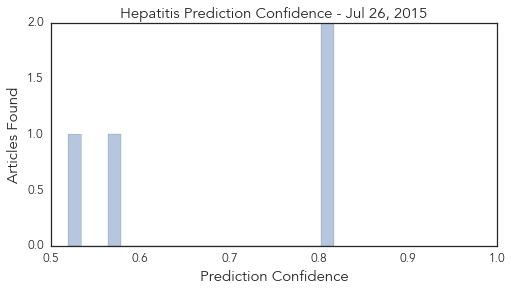 Hepatitis Prediction Confidence - Jul 26, 2015
2.0
1.5
1.0
0.5
0.0
Articles Found
0.5 0.6 0.7 0.8 0.9 1.0
Prediction Confidence